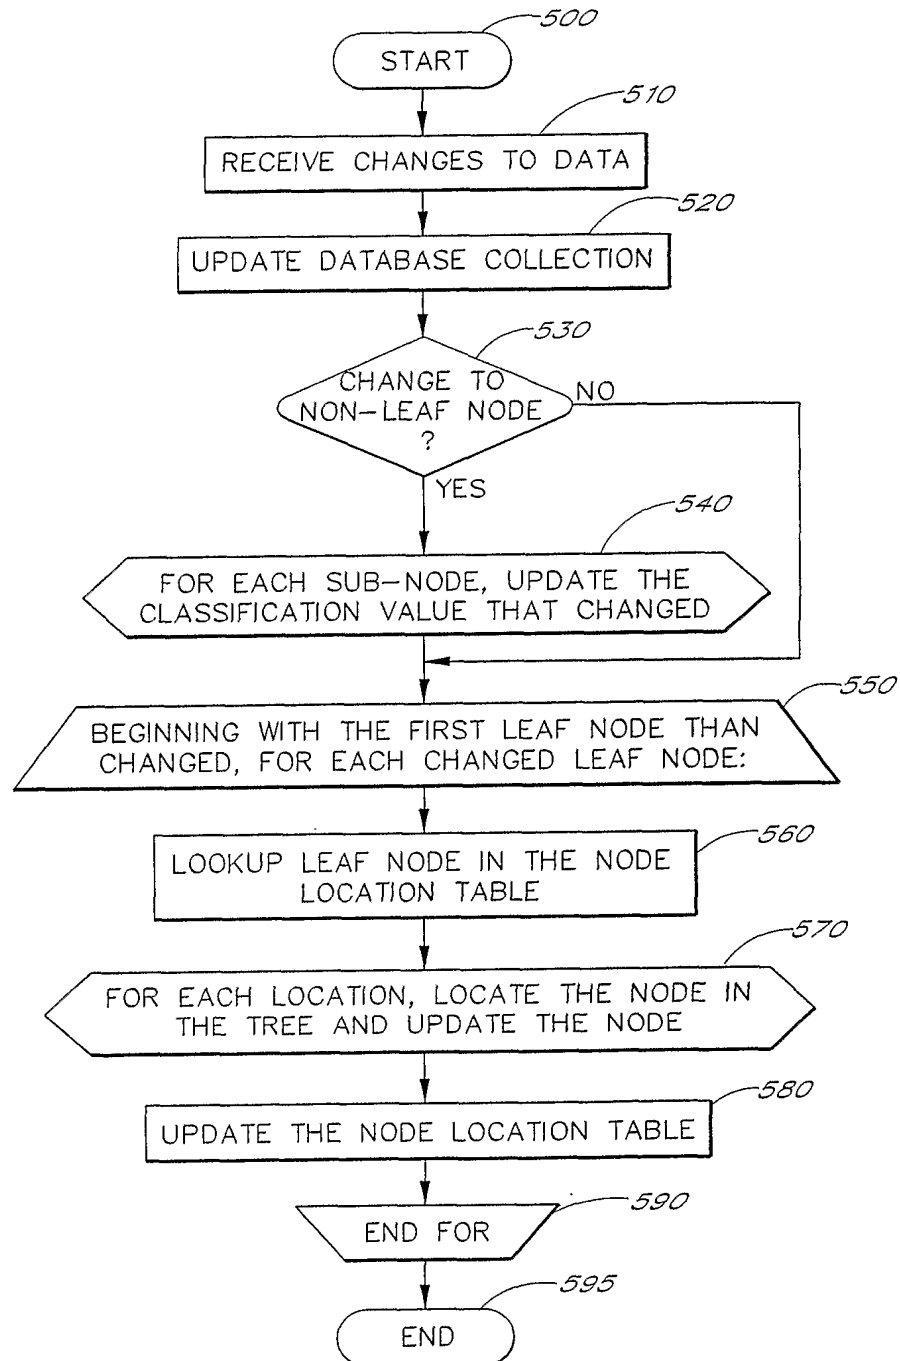 500
START
510
RECEIVE CHANGES TO DATA
520
UPDATE DATABASE COLLECTION
530
CHANGE TO
NON-LEAF NODE
?
NO
YES
540
FOR EACH SUB-NODE, UPDATE THE
CLASSIFICATION VALUE THAT CHANGED
550
BEGINNING WITH THE FIRST LEAF NODE THAN
CHANGED, FOR EACH CHANGED LEAF NODE:
560
LOOKUP LEAF NODE IN THE NODE
LOCATION TABLE
570
FOR EACH LOCATION, LOCATE THE NODE IN
THE TREE AND UPDATE THE NODE
580
UPDATE THE NODE LOCATION TABLE
590
END FOR
595
END